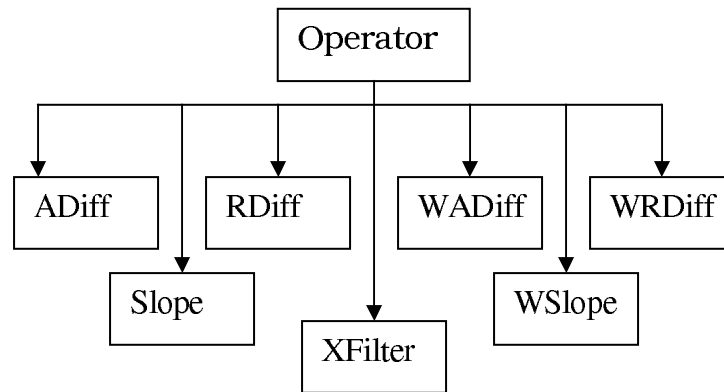 Operator
ADiff
RDiff
WADiff
WRDiff
Slope
WSlope
XFilter